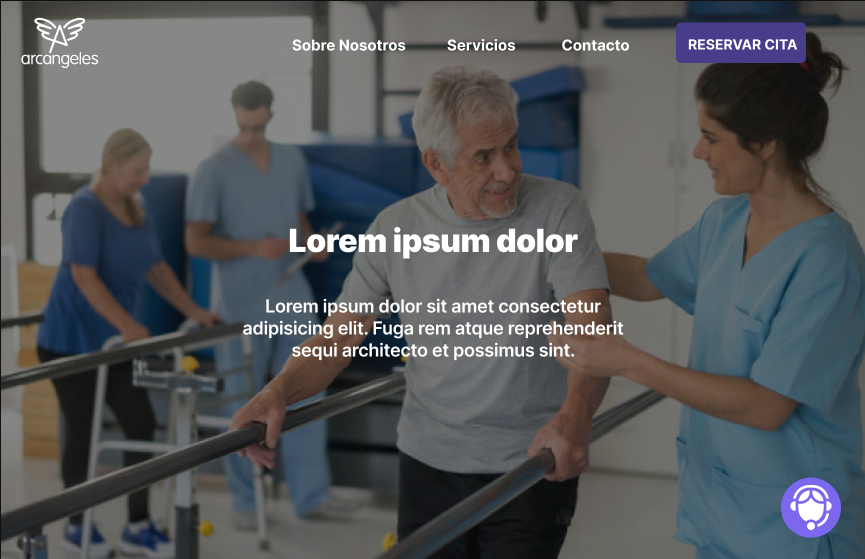 arcangeles
Sobre Nosotros
Servicios
Contacto
RESERVAR CITA
Lorem ipsum dolor
Lorem ipsum dolor sit amet consectetur
adipisicing elit. Fuga rem atque reprehenderit
sequi architecto et possimus sint.